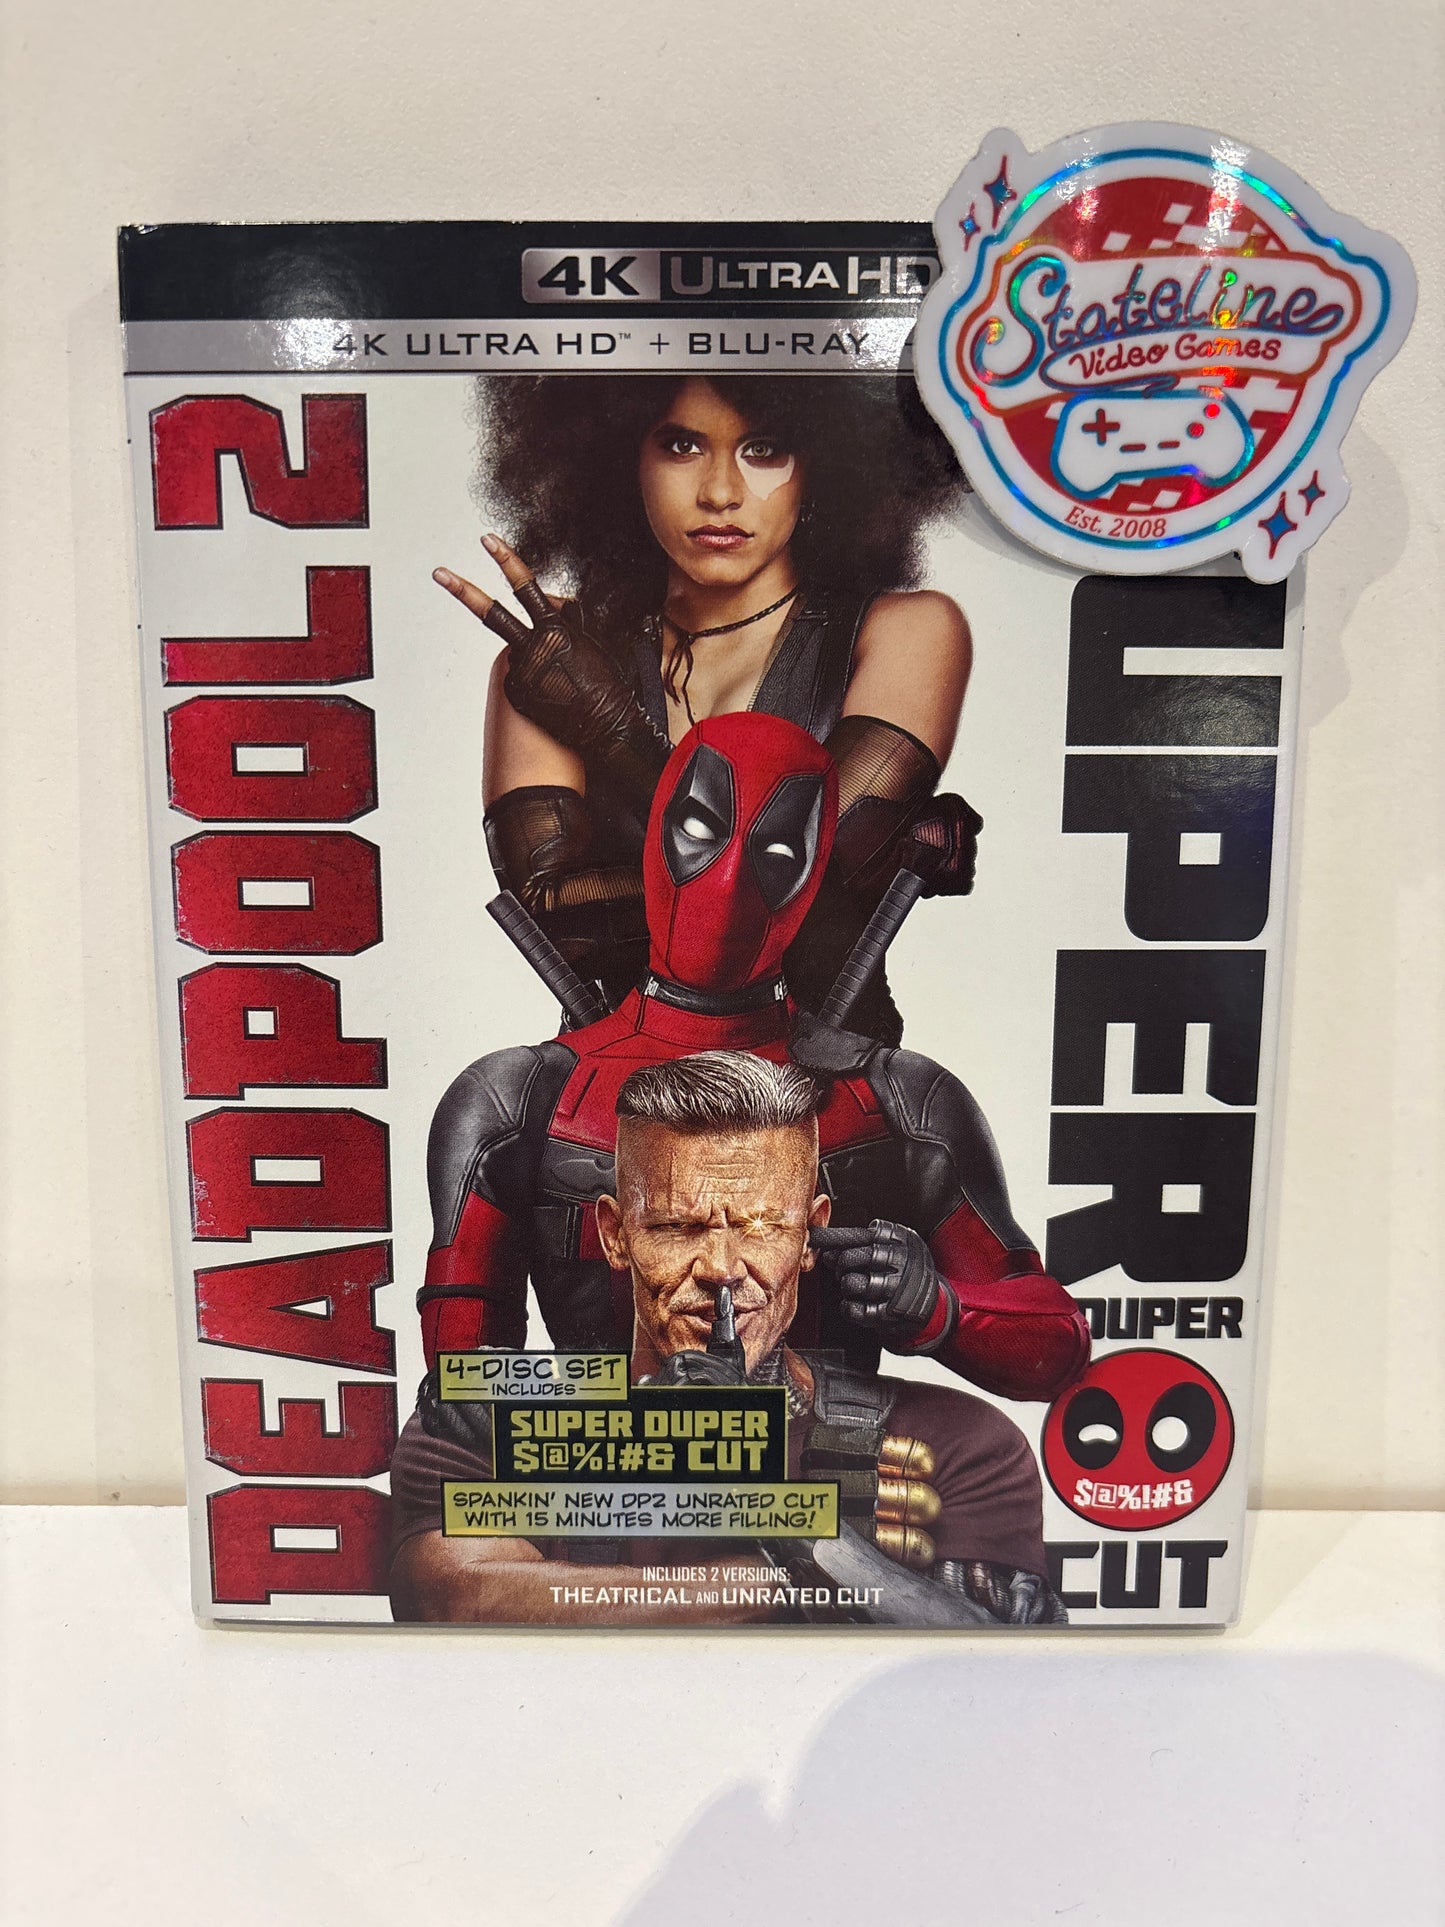 4K ULTRA HD
4K ULTRA HD™ + BLU-RAY
Stateline
Video Games
Est. 2008
DEADPOOL 2
UPER
DUPER
$@%!#&
CUT
4-DISC SET
INCLUDES
SUPER DUPER
$@%!#& CUT
SPANKIN' NEW DP2 UNRATED CUT
WITH 15 MINUTES MORE FILLING!
INCLUDES 2 VERSIONS:
THEATRICAL AND UNRATED CUT